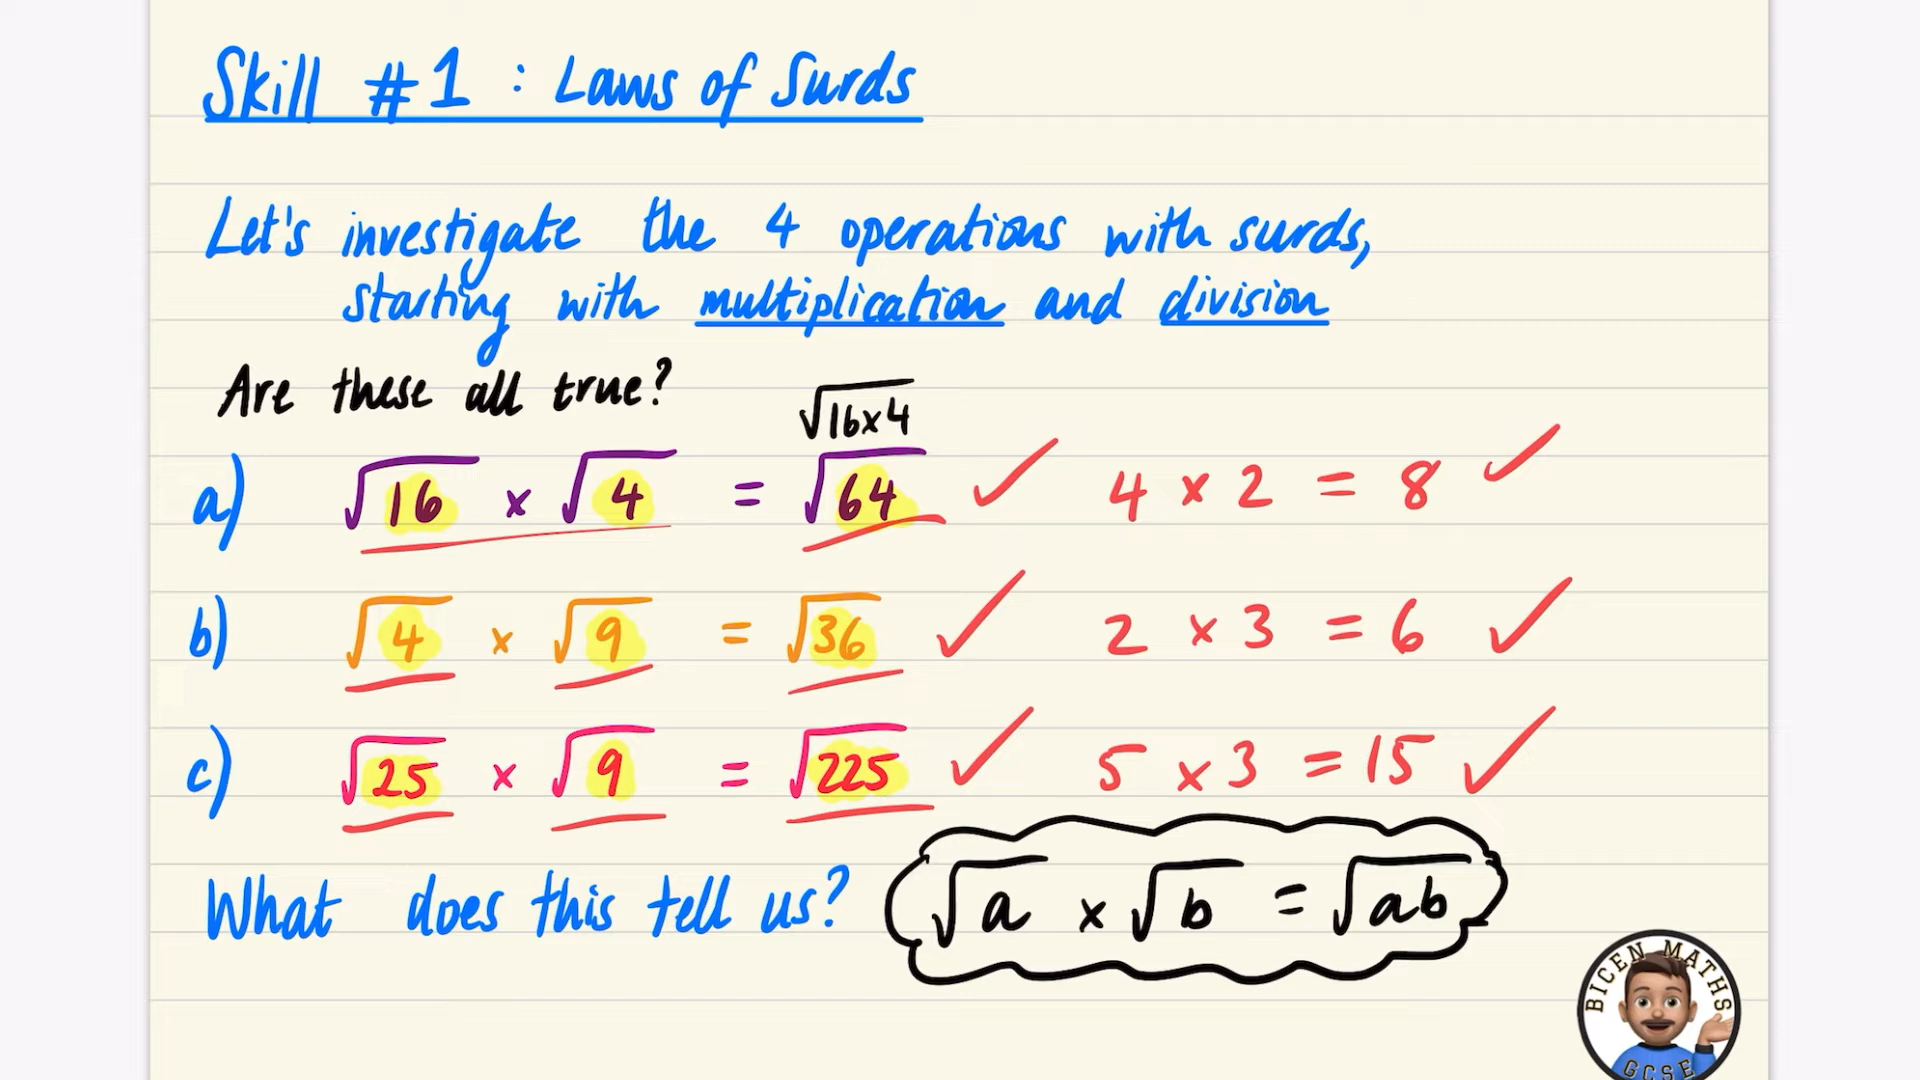 Skill #1 : Laws of Surds
Let's investigate the 4 operations with surds,
starting with multiplication and division
Are these all true?
√16x4
a) √16 x √4 = √64 ✓ 4 x 2 = 8 ✓
b) √4 x √9 = √36 ✓ 2 x 3 = 6 ✓
c) √25 x √9 = √225 ✓ 5 x 3 = 15 ✓
What does this tell us? √a x √b = √ab
BICEN MATHS
GCSE